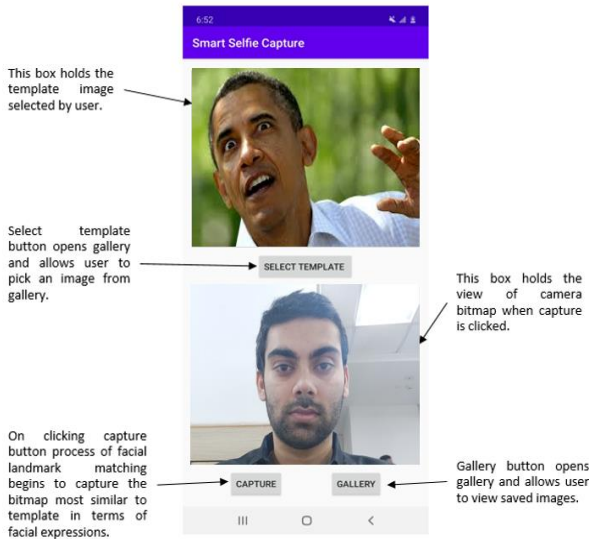 6:52
Smart Selfie Capture
This box holds the
template image
selected by user.
Select template
button opens gallery
and allows user to
pick an image from
gallery.
SELECT TEMPLATE
This box holds the
view of camera
bitmap when capture
is clicked.
On clicking capture
button process of facial
landmark matching
begins to capture the
bitmap most similar to
template in terms of
facial expressions.
CAPTURE
GALLERY
Gallery button opens
gallery and allows user
to view saved images.